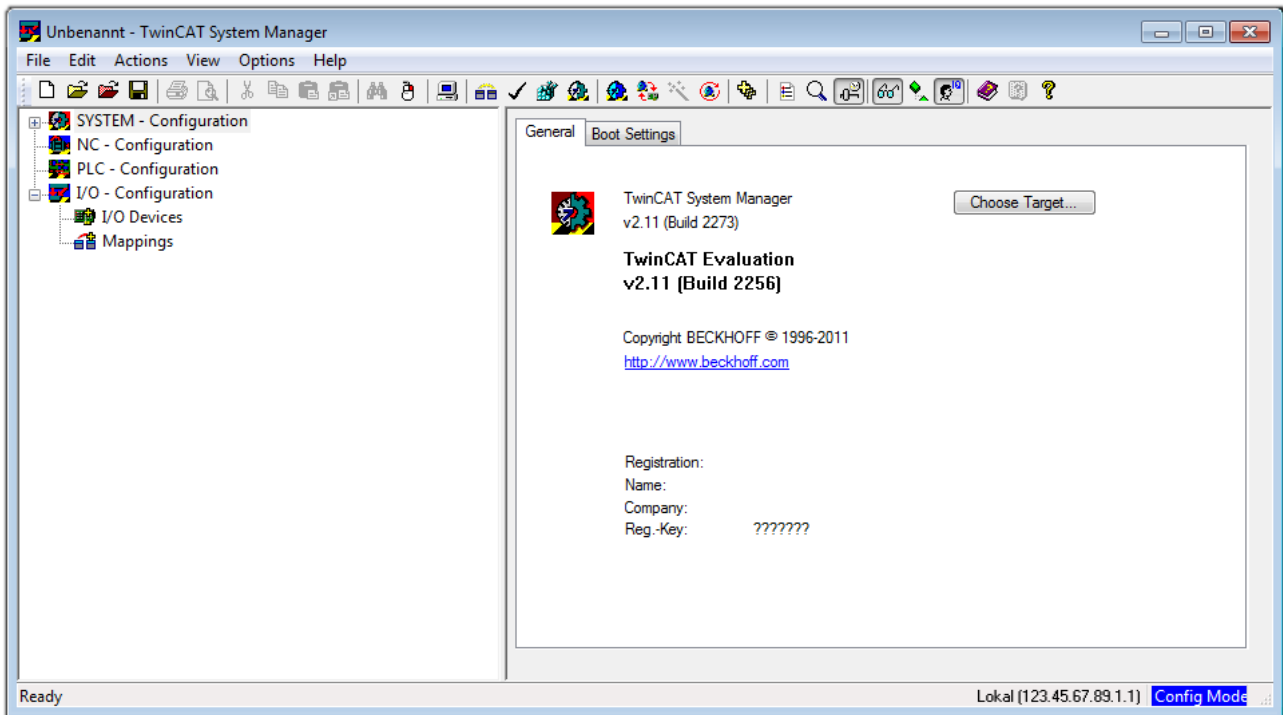 Unbenannt - TwinCAT System Manager
File Edit Actions View Options Help
SYSTEM - Configuration
NC - Configuration
PLC - Configuration
I/O - Configuration
I/O Devices
Mappings
General Boot Settings
TwinCAT System Manager
v2.11 (Build 2273)
Choose Target...
TwinCAT Evaluation
v2.11 (Build 2256)
Copyright BECKHOFF © 1996-2011
http://www.beckhoff.com
Registration:
Name:
Company:
Reg.-Key: ???????
Ready Lokal (123.45.67.89.1.1) Config Mode